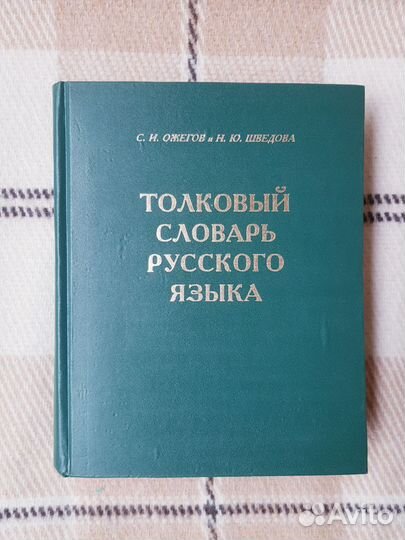 С. И. ОЖЕГОВ и Н. Ю. ШВЕДОВА
ТОЛКОВЫЙ
СЛОВАРЬ
РУССКОГО
ЯЗЫКА
Avito